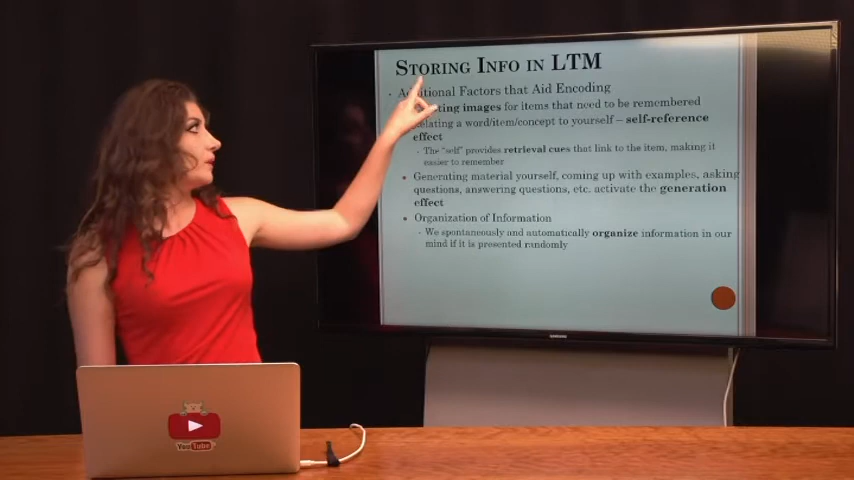 STORING INFO IN LTM
Additional Factors that Aid Encoding
images for items that need to be remembered
Relating a word/item/concept to yourself – self-reference
effect
The "self" provides retrieval cues that link to the item, making it
easier to remember
Generating material yourself, coming up with examples, asking
questions, answering questions, etc. activate the generation
effect
Organization of Information
We spontaneously and automatically organize information in our
mind if it is presented randomly
SAMSUNG
YouTube